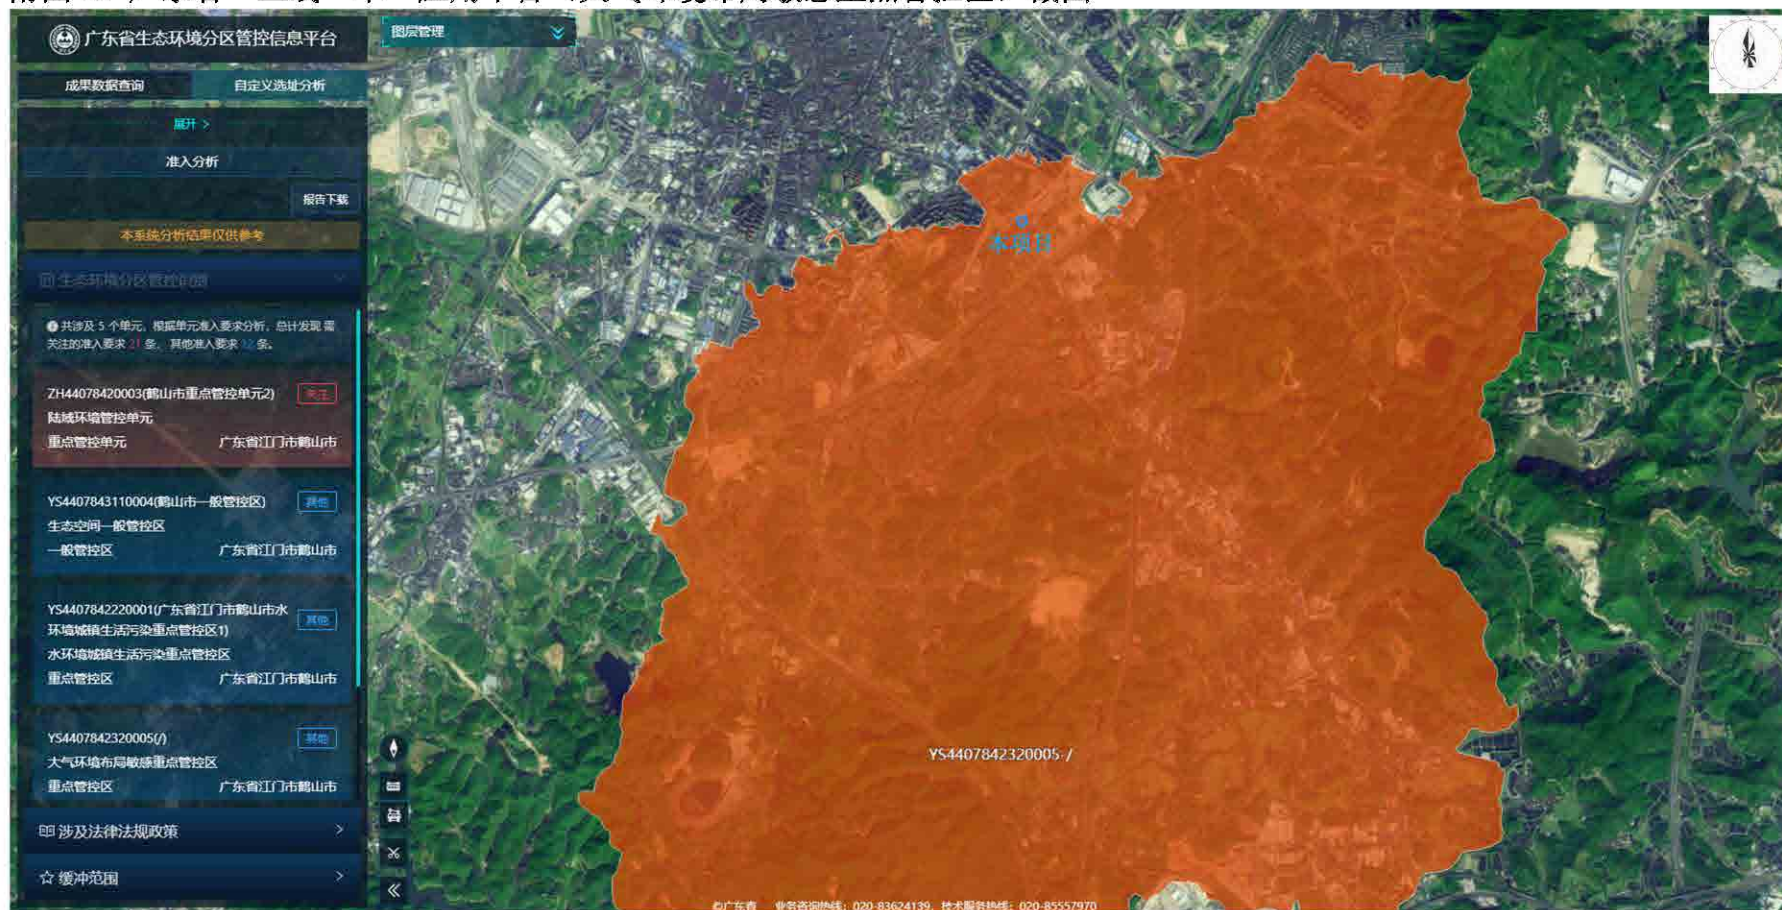 广东省生态环境分区管控信息平台
图层管理
成果数据查询
自定义选址分析
展开 >
准入分析
报告下载
本系统分析结果仅供参考
生态环境分区管控
共涉及 5 个单元，根据单元准入要求分析，总计发现 需
关注的准入要求 21 条，其他准入要求 条。
ZH44078420003(鹤山市重点管控单元2)
关注
陆域环境管控单元
重点管控单元 广东省江门市鹤山市
YS4407843110004(鹤山市一般管控区)
其他
生态空间一般管控区
一般管控区 广东省江门市鹤山市
YS4407842220001(广东省江门市鹤山市水
环境城镇生活污染重点管控区1)
其他
水环境城镇生活污染重点管控区
重点管控区 广东省江门市鹤山市
YS4407842320005(/)
其他
大气环境布局敏感重点管控区
重点管控区 广东省江门市鹤山市
涉及法律法规政策 >
缓冲范围 >
本项目
YS4407842320005-/
©广东省 业务咨询热线：020-83624139，技术服务热线：020-85557970